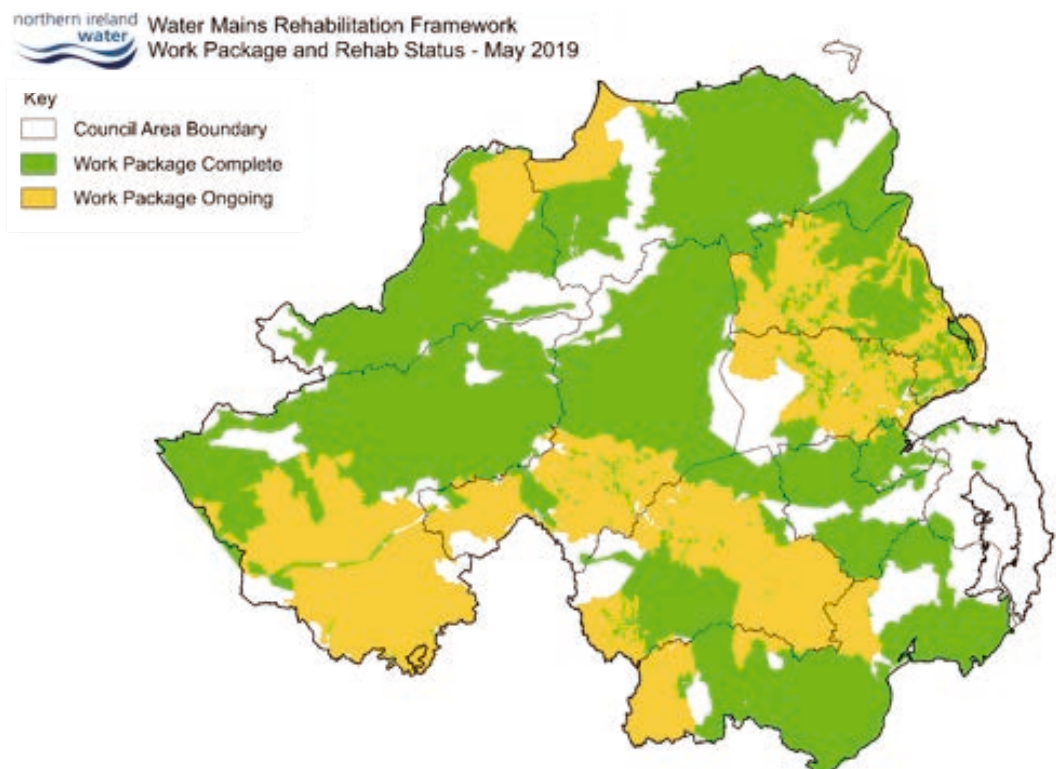 northern ireland
water
Water Mains Rehabilitation Framework
Work Package and Rehab Status - May 2019
Key
Council Area Boundary
Work Package Complete
Work Package Ongoing